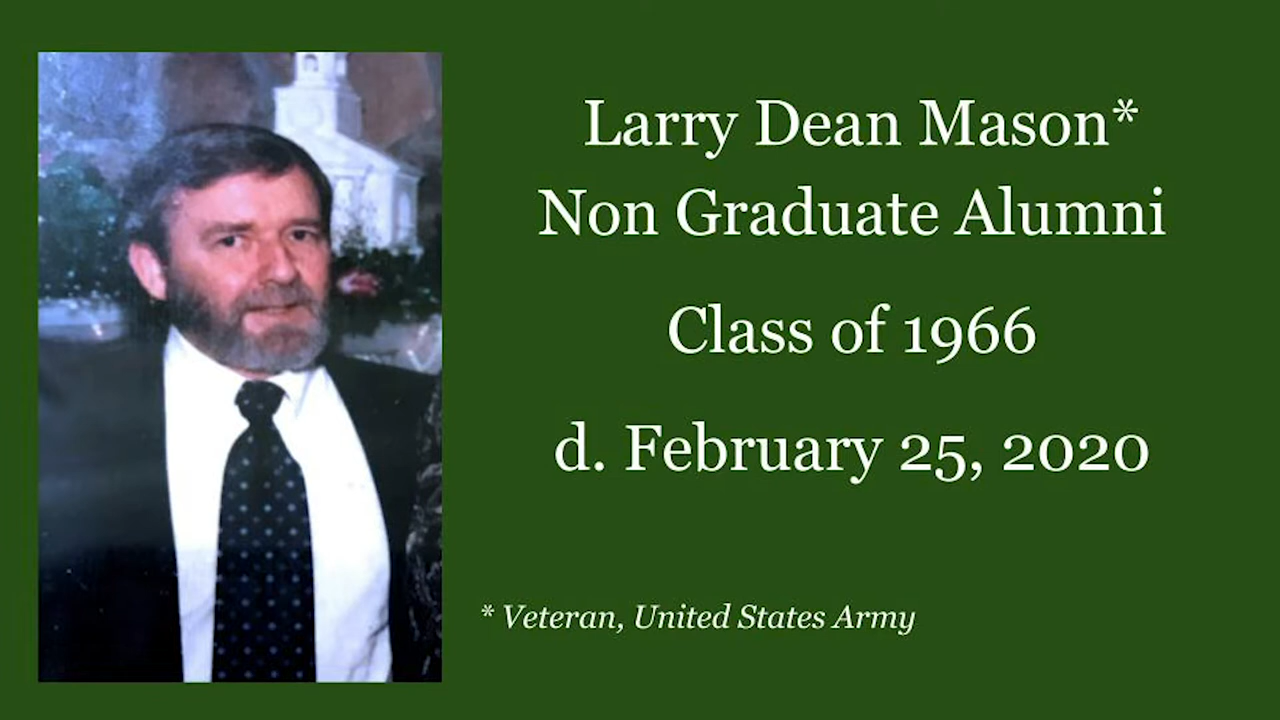 Larry Dean Mason*
Non Graduate Alumni
Class of 1966
d. February 25, 2020
* Veteran, United States Army